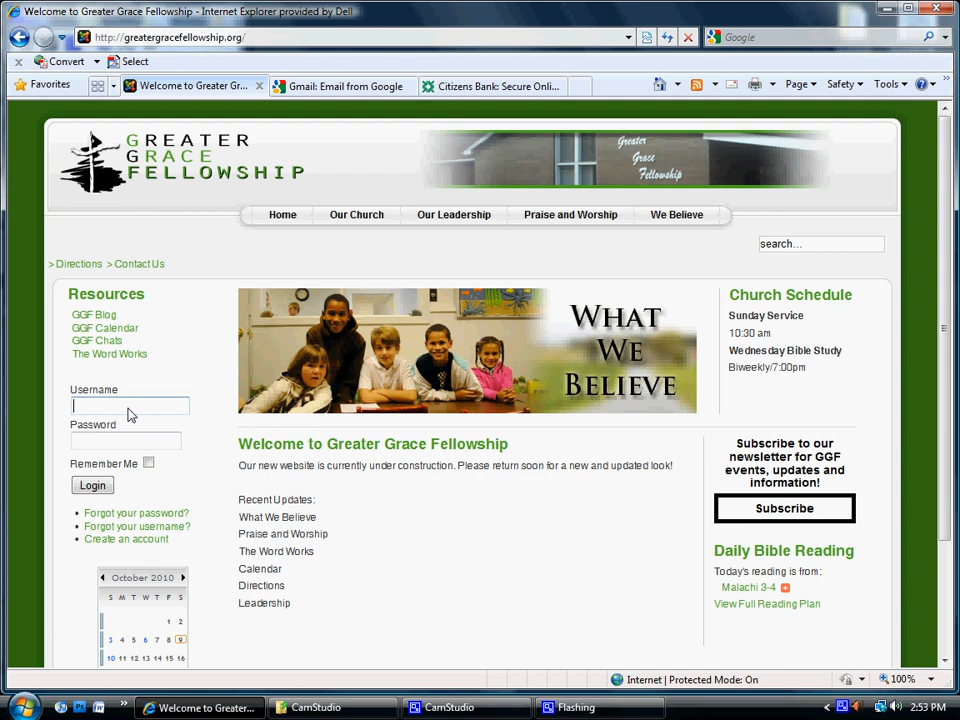 Welcome to Greater Grace Fellowship - Internet Explorer provided by Dell
http://greatergracefellowship.org/
Google
Convert
Select
Favorites
Welcome to Greater Gr...
Gmail: Email from Google
Citizens Bank: Secure Onli...
Page
Safety
Tools
GREATER
GRACE
FELLOWSHIP
Greater
Grace
Fellowship
Home
Our Church
Our Leadership
Praise and Worship
We Believe
search...
> Directions > Contact Us
Resources
GGF Blog
GGF Calendar
GGF Chats
The Word Works
Username
Password
Remember Me
Login
Forgot your password?
Forgot your username?
Create an account
October 2010
S M T W T F S
1 2
3 4 5 6 7 8 9
10 11 12 13 14 15 16
WHAT
WE
BELIEVE
Church Schedule
Sunday Service
10:30 am
Wednesday Bible Study
Biweekly/7:00pm
Welcome to Greater Grace Fellowship
Our new website is currently under construction. Please return soon for a new and updated look!
Recent Updates:
What We Believe
Praise and Worship
The Word Works
Calendar
Directions
Leadership
Subscribe to our
newsletter for GGF
events, updates and
information!
Subscribe
Daily Bible Reading
Today's reading is from:
Malachi 3-4
View Full Reading Plan
Internet | Protected Mode: On
100%
Welcome to Greater...
CamStudio
CamStudio
Flashing
2:53 PM